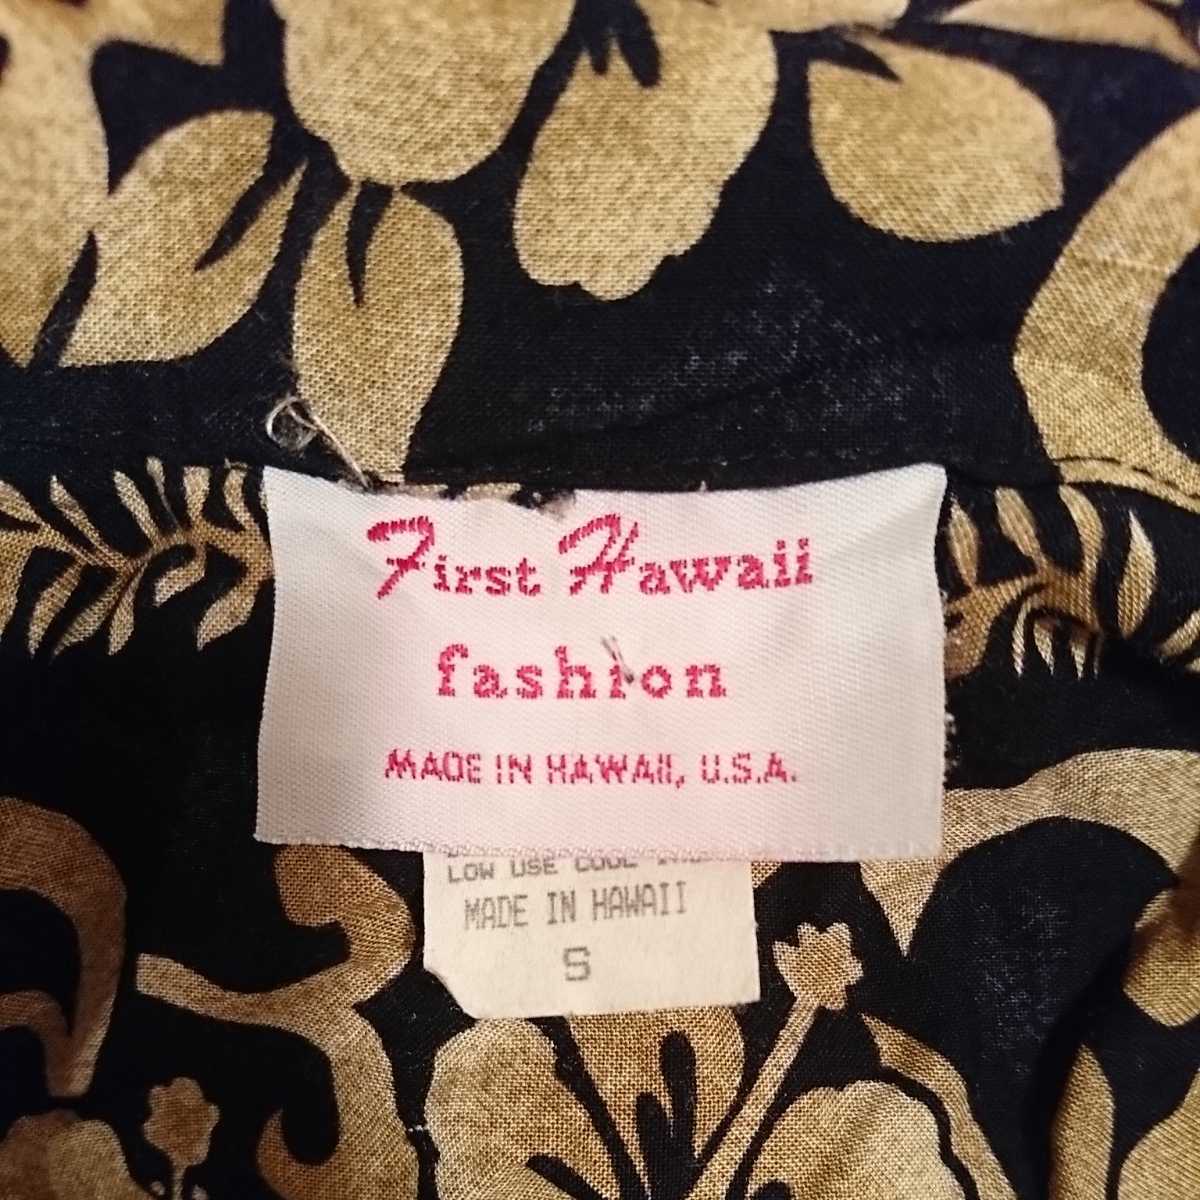 First Hawaii
fashion
MADE IN HAWAII, U.S.A.
LOW USE COOL
MADE IN HAWAII
S